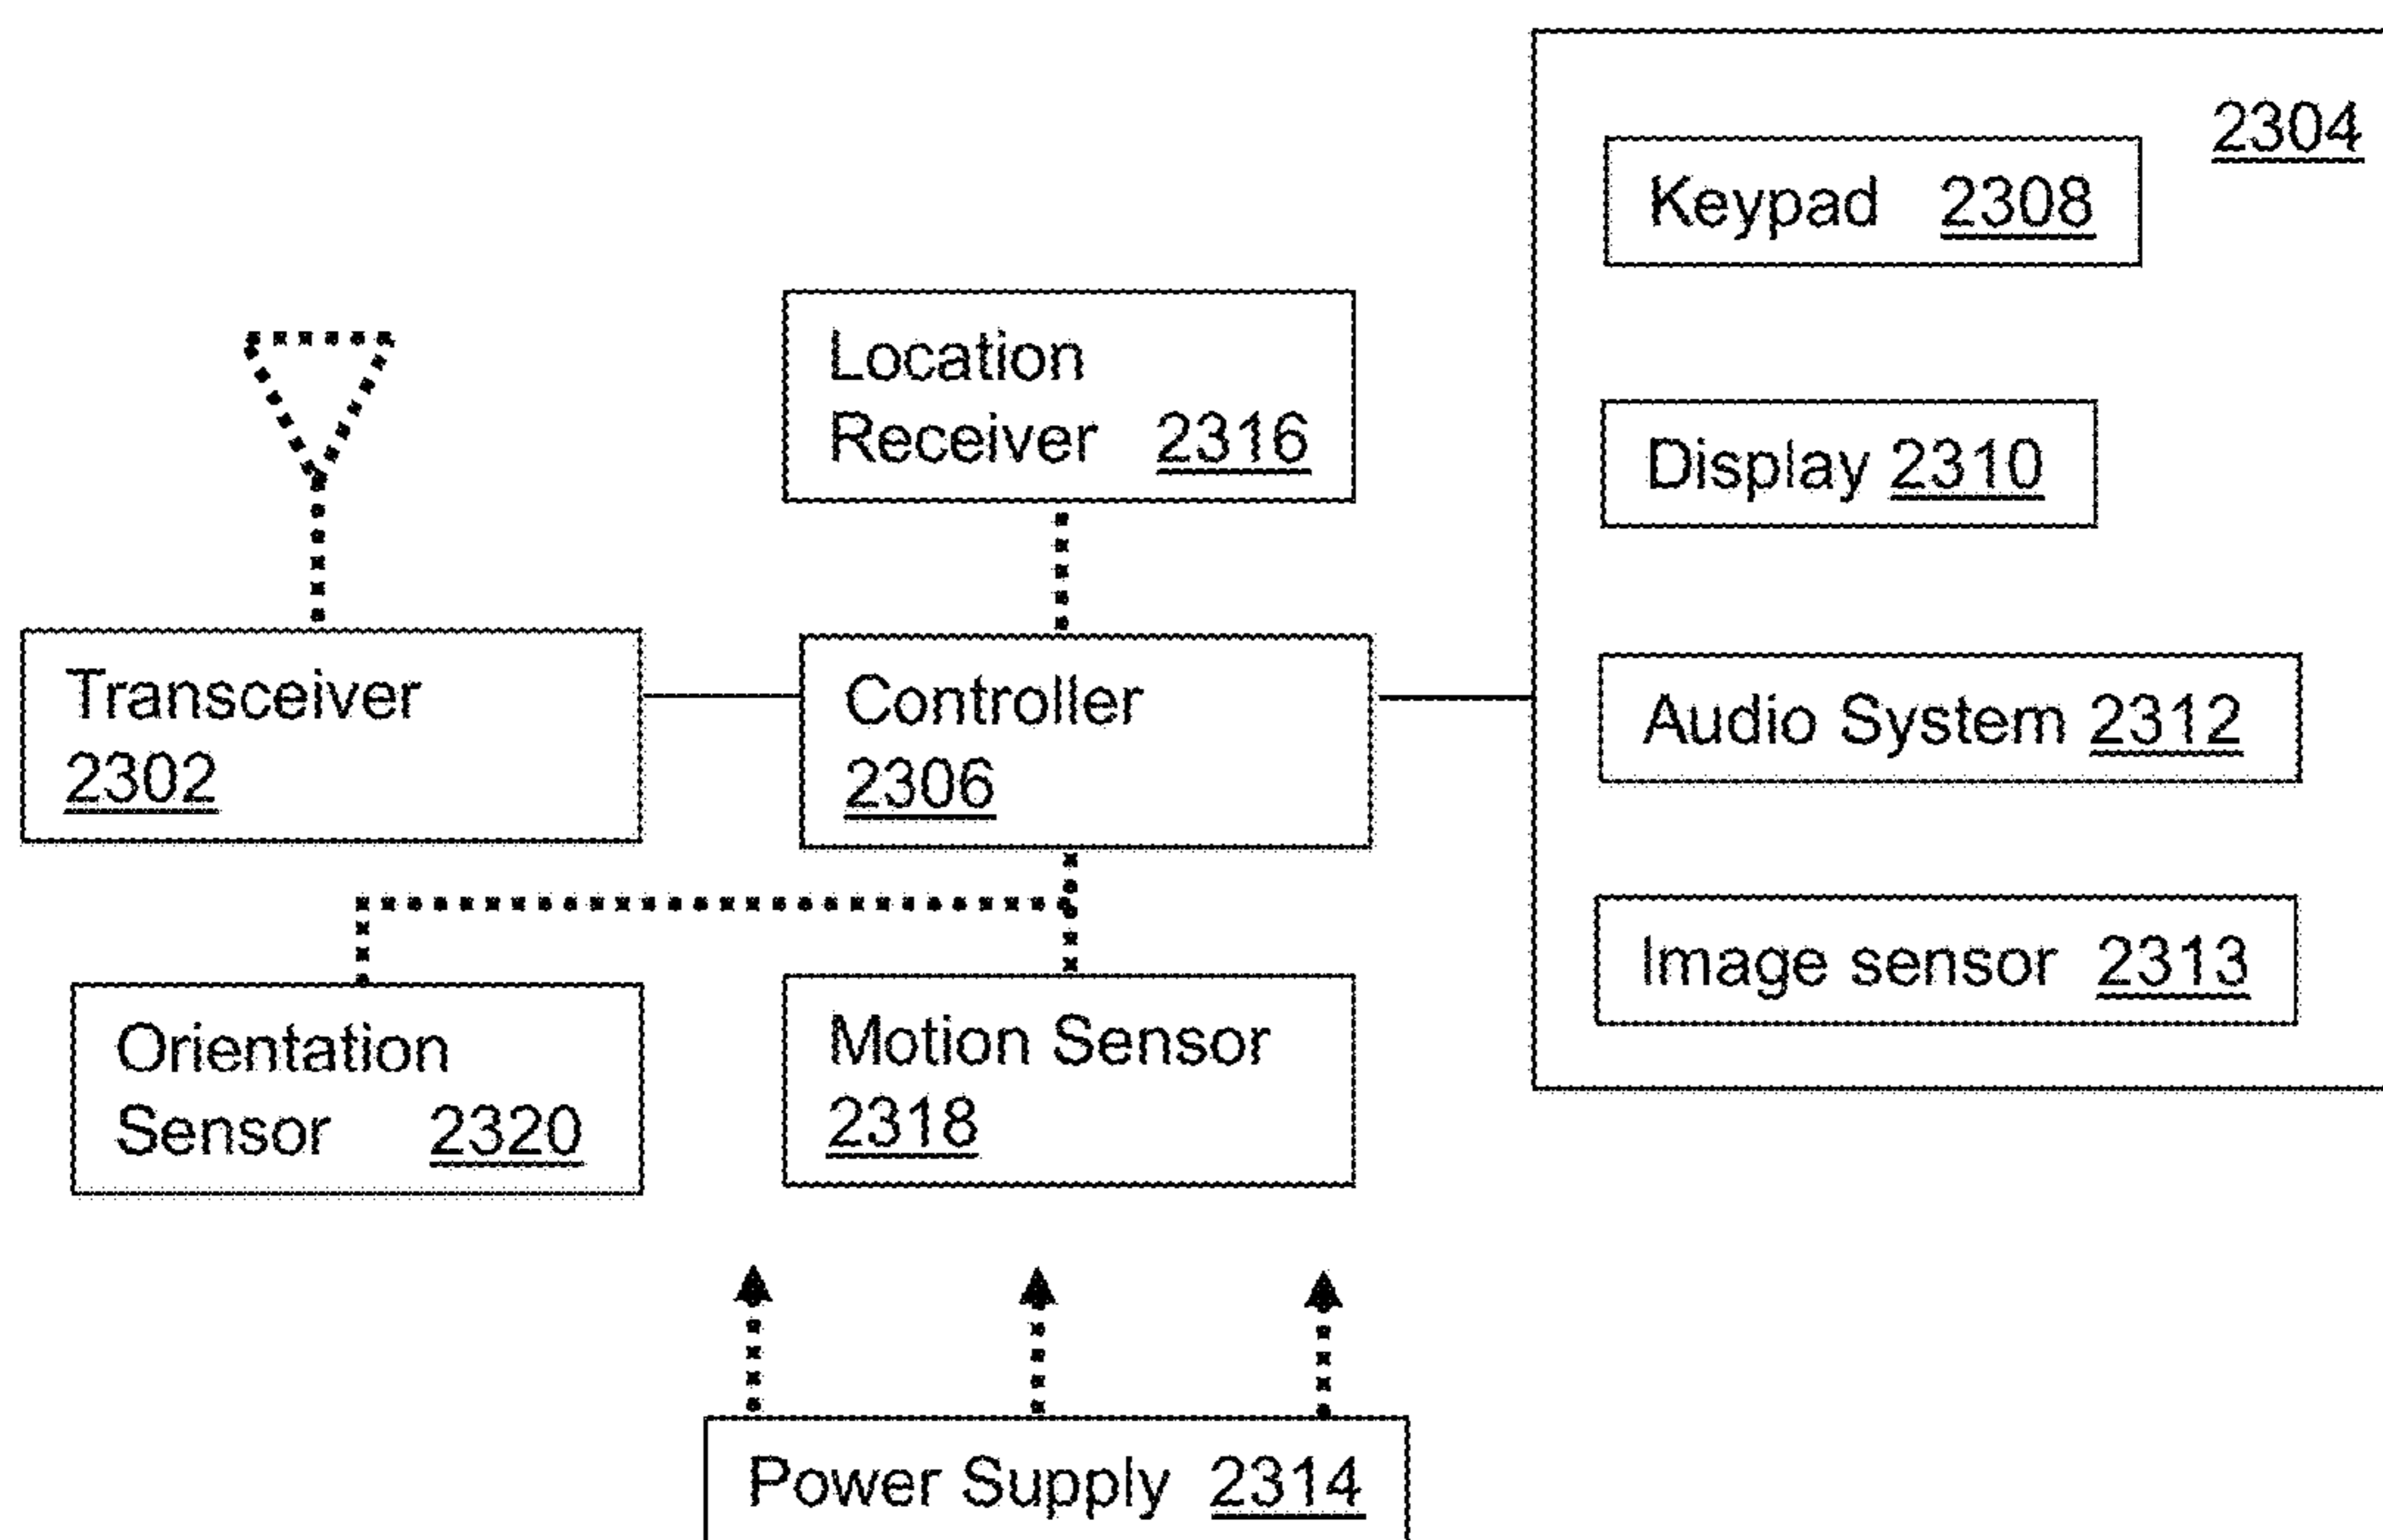 2304
Keypad 2308
Location
Receiver 2316
Display 2310
Transceiver
2302
Controller
2306
Audio System 2312
Image sensor 2313
Orientation
Sensor 2320
Motion Sensor
2318
Power Supply 2314